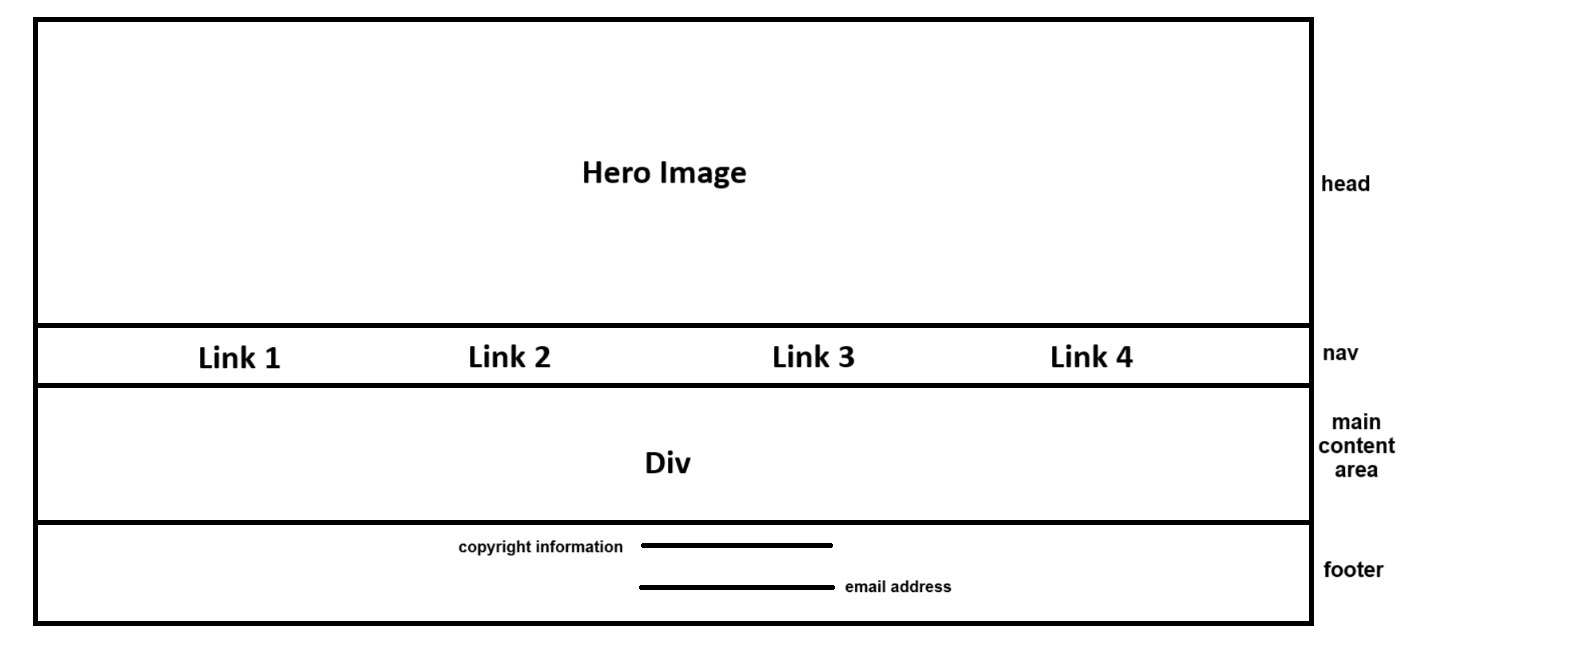 Hero Image
head
Link 1 Link 2 Link 3 Link 4
nav
Div
main
content
area
copyright information
email address
footer